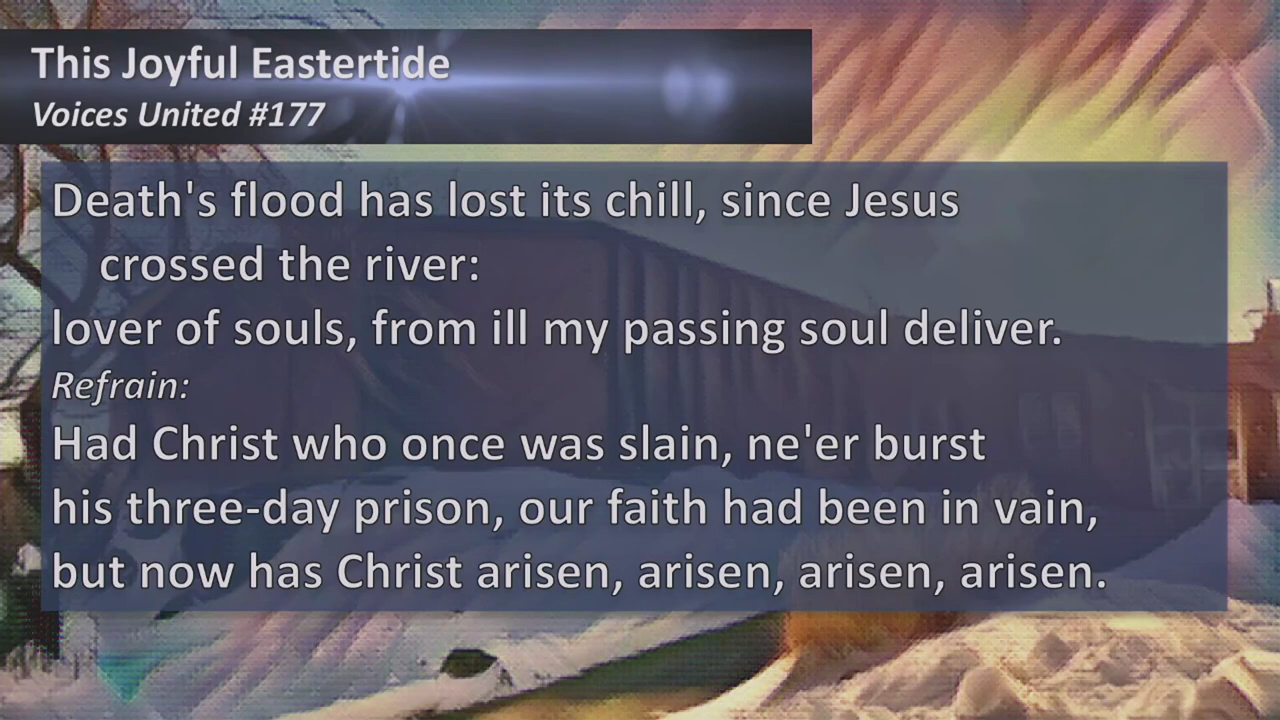 This Joyful Eastertide
Voices United #177
Death's flood has lost its chill, since Jesus
crossed the river:
lover of souls, from ill my passing soul deliver.
Refrain:
Had Christ who once was slain, ne'er burst
his three-day prison, our faith had been in vain,
but now has Christ arisen, arisen, arisen, arisen.